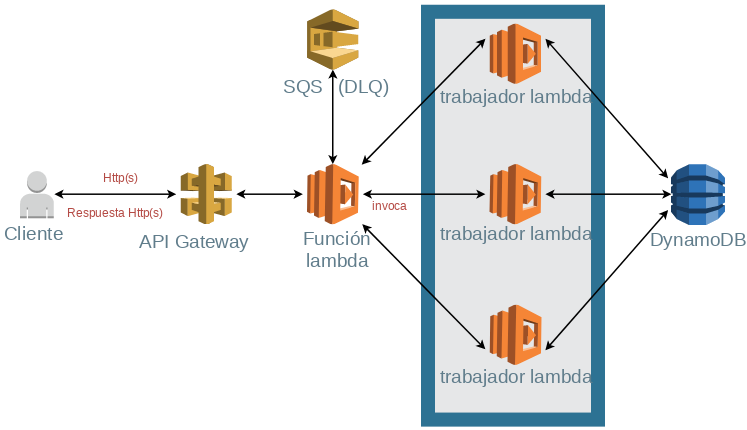 SQS (DLQ)
trabajador lambda
Http(s)
Respuesta Http(s)
invoca
Cliente
API Gateway
Función
lambda
trabajador lambda
DynamoDB
trabajador lambda